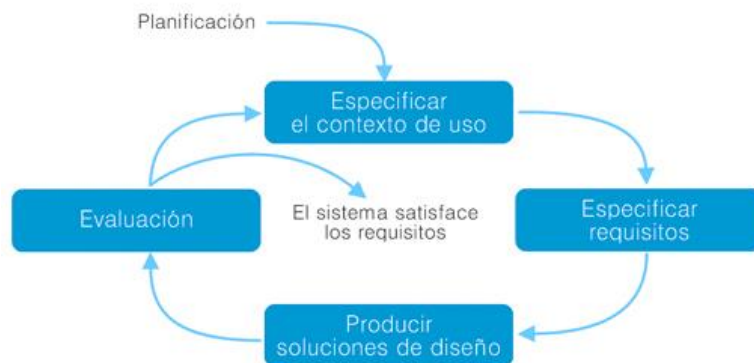 Planificación
Especificar
el contexto de uso
Evaluación
El sistema satisface
los requisitos
Especificar
requisitos
Producir
soluciones de diseño